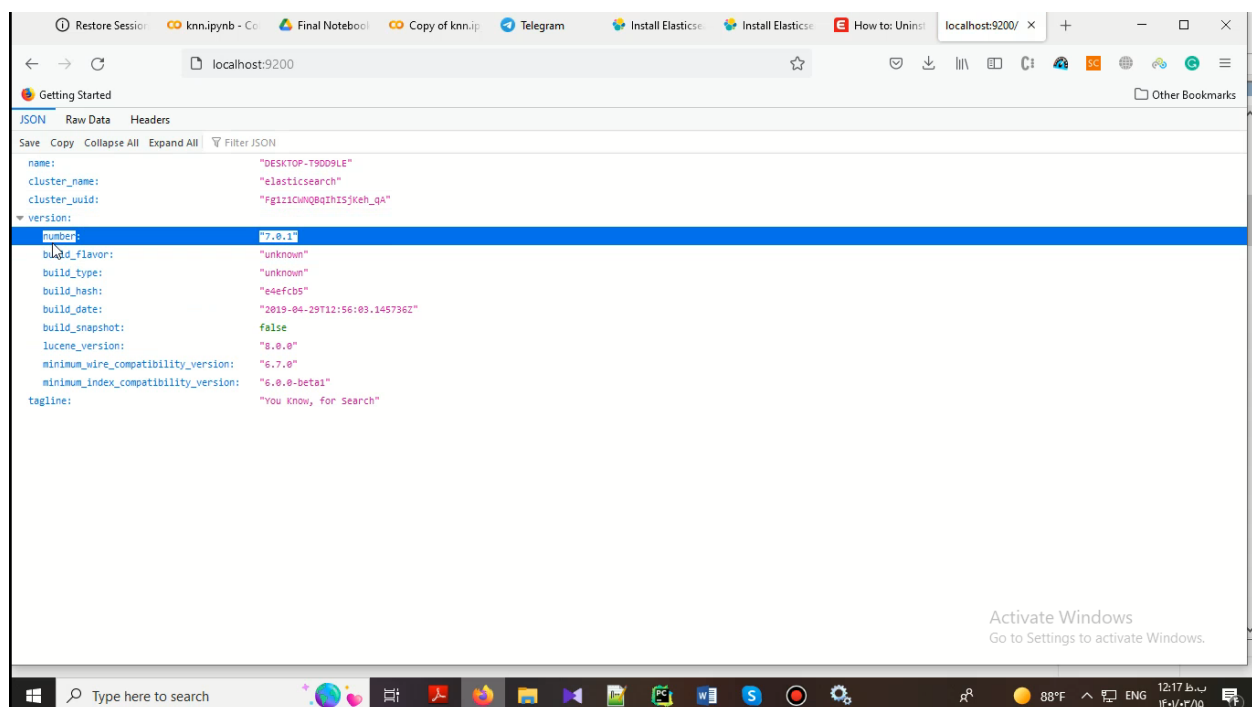 Restore Session knn.ipynb - Co Final Notebool Copy of knn.ip Telegram Install Elasticse Install Elasticse How to: Unins localhost:9200/
localhost:9200
Getting Started Other Bookmarks
JSON Raw Data Headers
Save Copy Collapse All Expand All Filter JSON
name: "DESKTOP-T9DD9LE"
cluster_name: "elasticsearch"
cluster_uuid: "Fg1z1CWNQBqIhISjKeh_qA"
version:
number: "7.0.1"
build_flavor: "unknown"
build_type: "unknown"
build_hash: "e4efcb5"
build_date: "2019-04-29T12:56:03.145736Z"
build_snapshot: false
lucene_version: "8.0.0"
minimum_wire_compatibility_version: "6.7.0"
minimum_index_compatibility_version: "6.0.0-beta1"
tagline: "You Know, for Search"
Activate Windows
Go to Settings to activate Windows.
Type here to search 88°F ENG 12:17 ب.ظ
۱۴۰۱/۰۳/۱۵